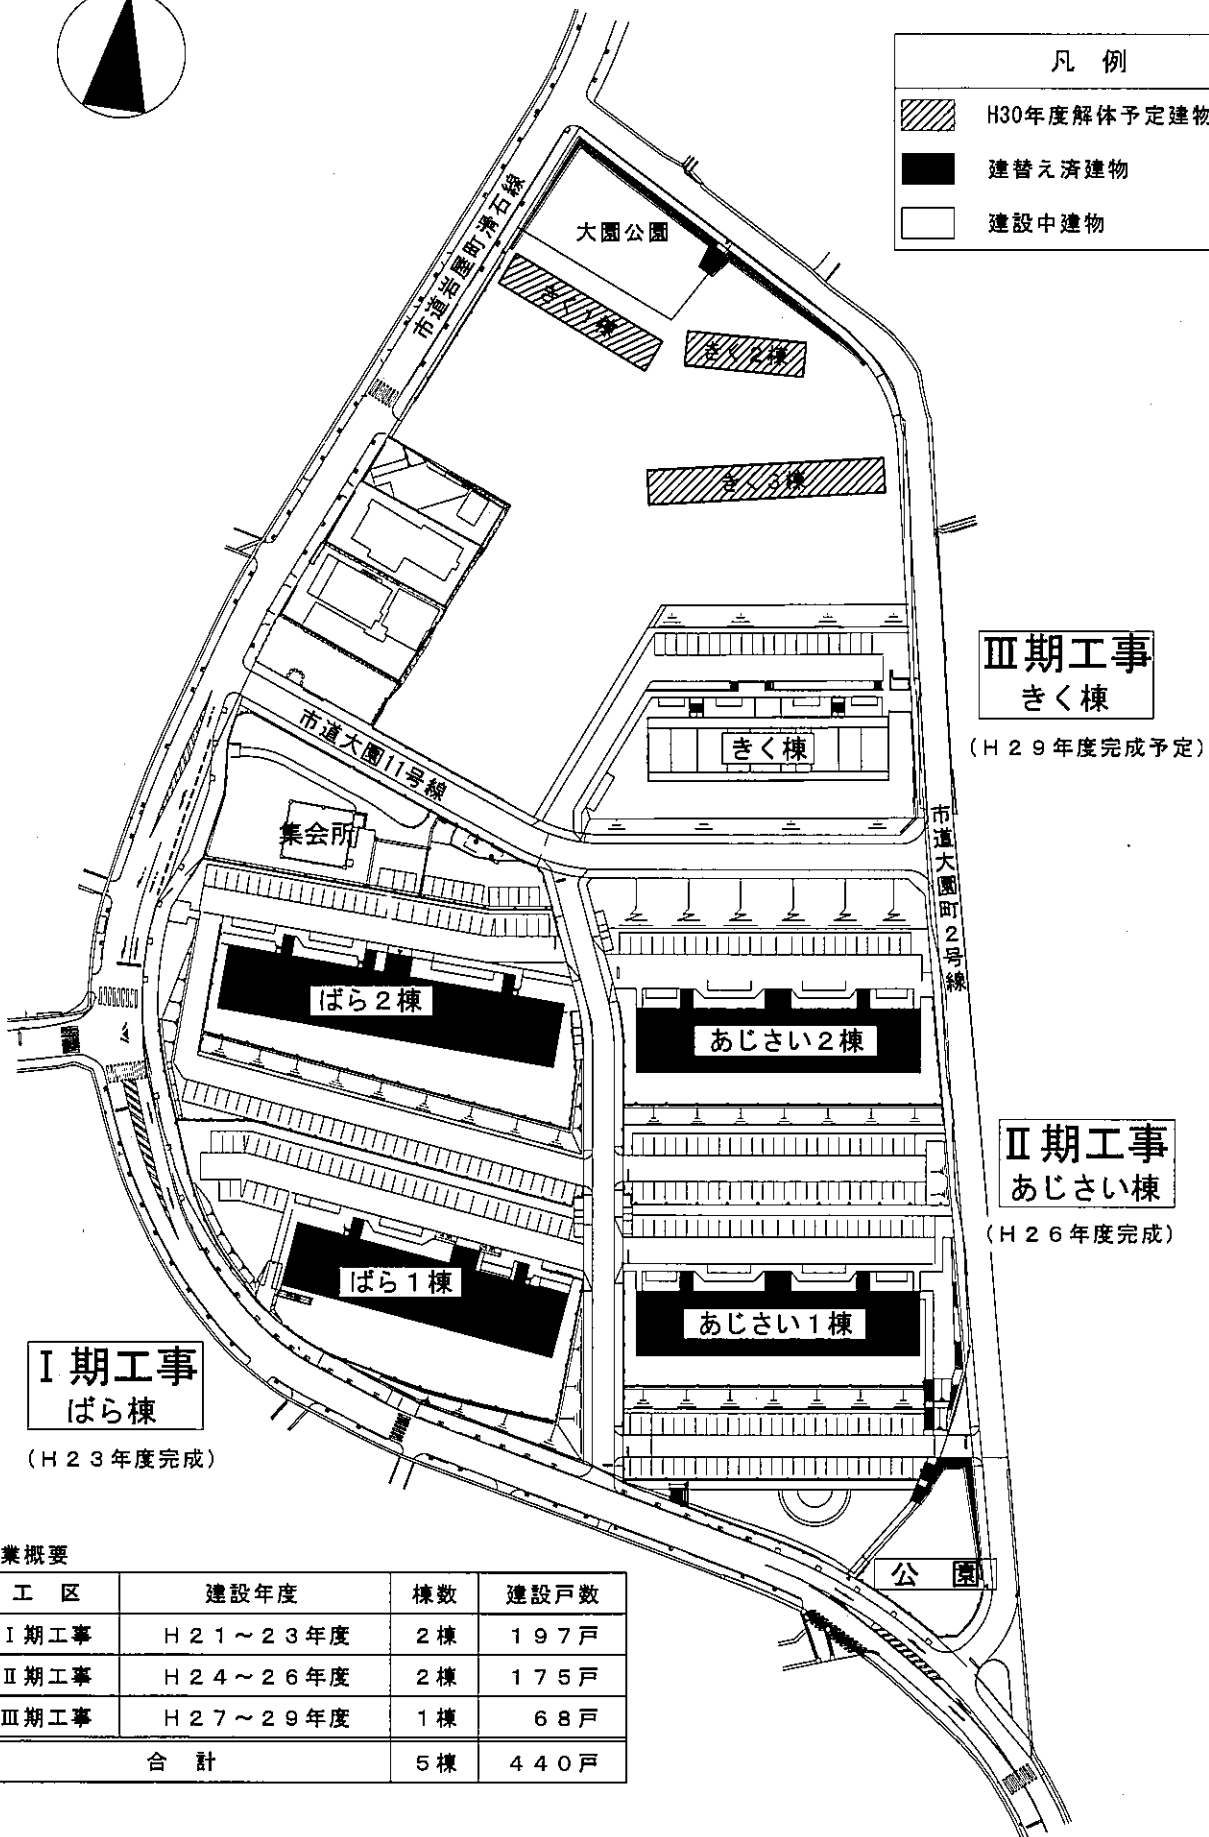 凡 例
H30年度解体予定建物
建替え済建物
建設中建物
大園公園
市道岩屋町滑石線
きく1棟
きく2棟
きく3棟
Ⅲ期工事
きく棟
(H29年度完成予定)
きく棟
市道大園11号線
集会所
市道大園町2号線
ばら2棟
あじさい2棟
Ⅱ期工事
あじさい棟
(H26年度完成)
ばら1棟
あじさい1棟
Ⅰ期工事
ばら棟
(H23年度完成)
公園
業概要
工区 建設年度 棟数 建設戸数
Ⅰ期工事 H21～23年度 2棟 197戸
Ⅱ期工事 H24～26年度 2棟 175戸
Ⅲ期工事 H27～29年度 1棟 68戸
合計 5棟 440戸